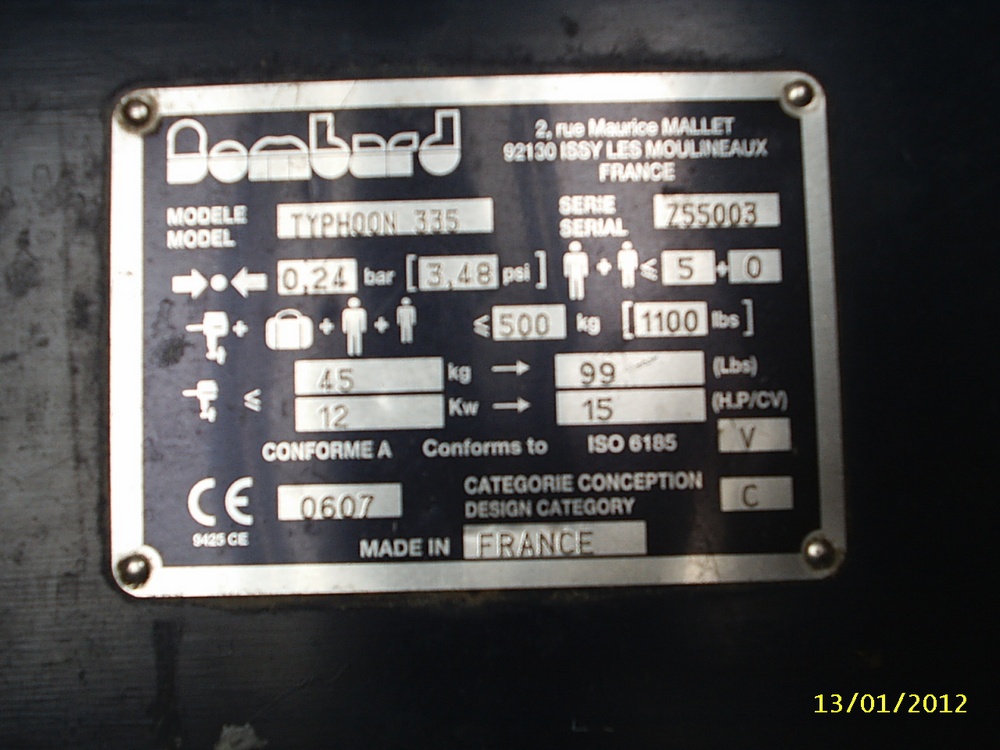 Bombard
2, rue Maurice MALLET
92130 ISSY LES MOULINEAUX
FRANCE
MODELE TYPHOON 335 SERIE 755003
MODEL SERIAL
0,24 bar [3,48 psi] + ≤ 5 + 0
+ + + ≤ 500 kg [1100 lbs]
≤ 45 kg → 99 (Lbs)
12 Kw → 15 (H.P/CV)
CONFORME A Conforms to ISO 6185 V
CE 0607 CATEGORIE CONCEPTION C
DESIGN CATEGORY
9425 CE
MADE IN FRANCE
13/01/2012